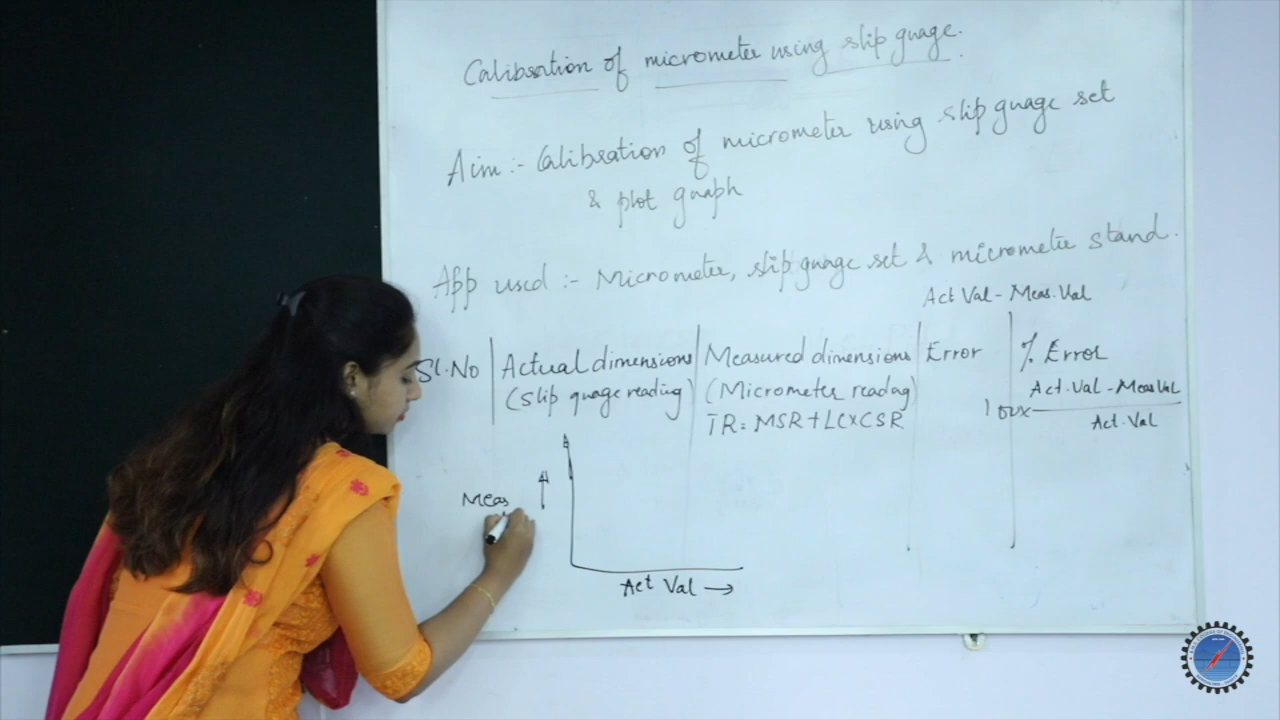 Calibration of micrometer using slip guage.
Aim :- Calibration of micrometer using slip guage set
& plot graph
App used :- Micrometer, slip guage set & micrometer stand.
Act Val - Meas. Val
Sl.No Actual dimensions Measured dimensions Error % Error
(Slip guage reading) (Micrometer reading) Act.Val - Meas Val
TR = MSR + LC x CSR 100 x
Act. Val
Meas
Act Val →